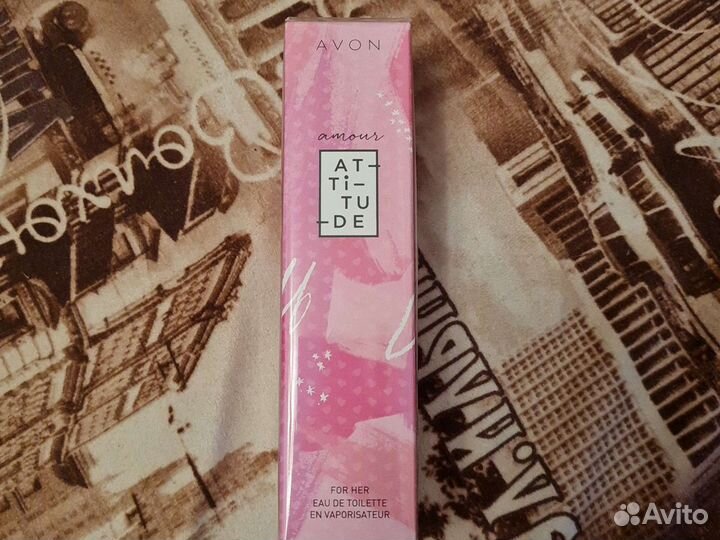 AVON
amour
AT-
Ti-
TU
-DE
FOR HER
EAU DE TOILETTE
EN VAPORISATEUR
Avito